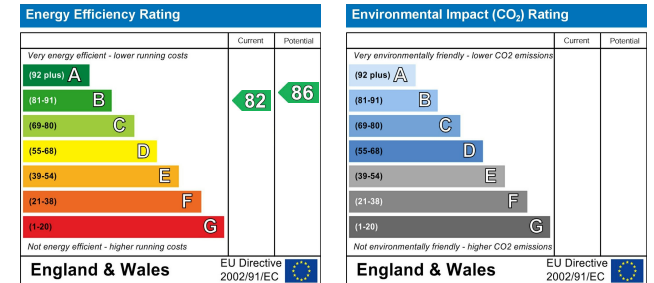 Energy Efficiency Rating
Current Potential
Very energy efficient - lower running costs
(92 plus) A
(81-91) B
(69-80) C
(55-68) D
(39-54) E
(21-38) F
(1-20) G
82
86
Not energy efficient - higher running costs
England & Wales
EU Directive
2002/91/EC
Environmental Impact (CO₂) Rating
Current Potential
Very environmentally friendly - lower CO2 emissions
(92 plus) A
(81-91) B
(69-80) C
(55-68) D
(39-54) E
(21-38) F
(1-20) G
Not environmentally friendly - higher CO2 emissions
England & Wales
EU Directive
2002/91/EC